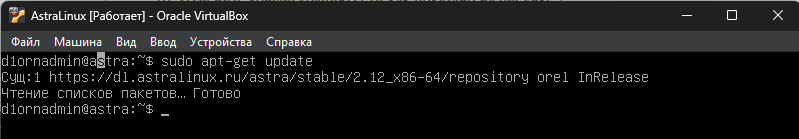 AstraLinux [Работает] - Oracle VirtualBox
Файл Машина Вид Ввод Устройства Справка
d1ornadmin@astra:~$ sudo apt-get update
Сущ:1 https://dl.astralinux.ru/astra/stable/2.12_x86-64/repository orel InRelease
Чтение списков пакетов… Готово
d1ornadmin@astra:~$ _